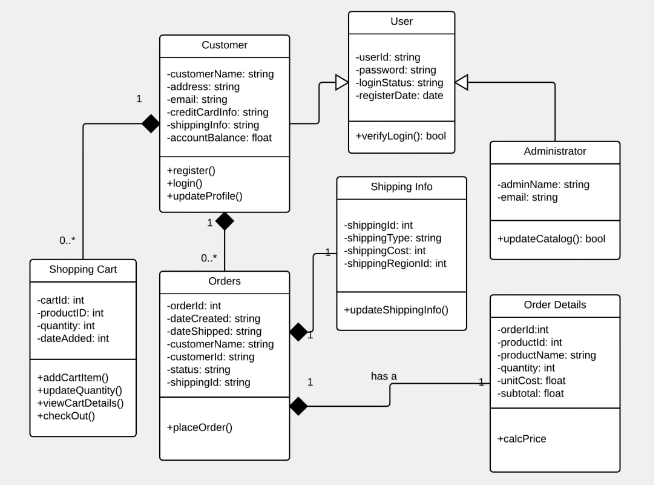 User
-userId: string
-password: string
-loginStatus: string
-registerDate: date
+verifyLogin(): bool
Customer
-customerName: string
-address: string
-email: string
-creditCardInfo: string
-shippingInfo: string
-accountBalance: float
+register()
+login()
+updateProfile()
1
0..*
1
0..*
Administrator
-adminName: string
-email: string
+updateCatalog(): bool
Shipping Info
-shippingId: int
-shippingType: string
-shippingCost: int
-shippingRegionId: int
+updateShippingInfo()
1
1
Shopping Cart
-cartId: int
-productID: int
-quantity: int
-dateAdded: int
+addCartItem()
+updateQuantity()
+viewCartDetails()
+checkOut()
Orders
-orderId: int
-dateCreated: string
-dateShipped: string
-customerName: string
-customerId: string
-status: string
-shippingId: string
+placeOrder()
1
has a
1
Order Details
-orderId:int
-productId: int
-productName: string
-quantity: int
-unitCost: float
-subtotal: float
+calcPrice